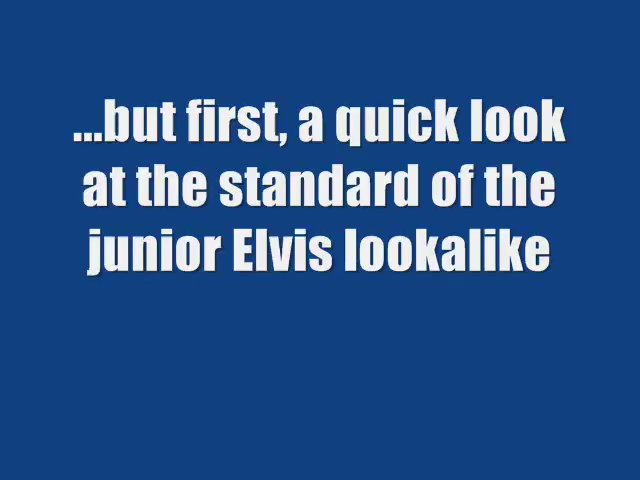 ...but first, a quick look
at the standard of the
junior Elvis lookalike